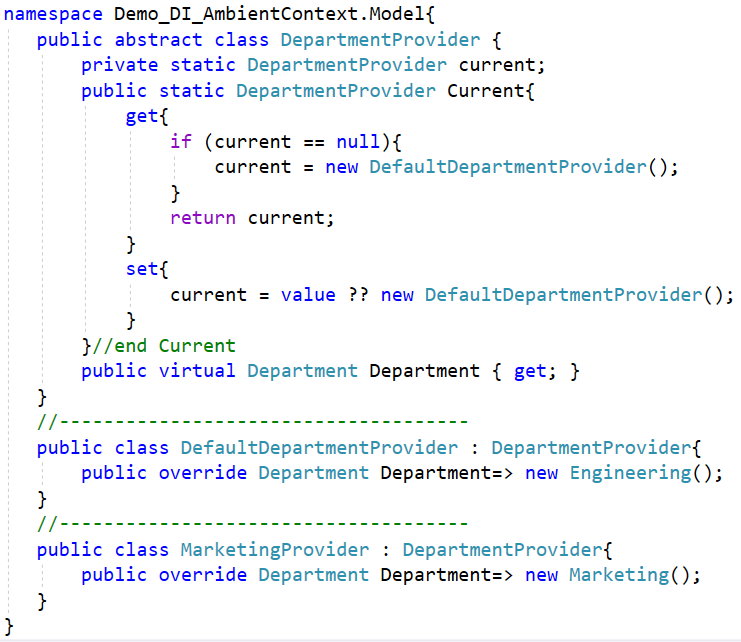 namespace Demo_DI_AmbientContext.Model{
    public abstract class DepartmentProvider {
        private static DepartmentProvider current;
        public static DepartmentProvider Current{
            get{
                if (current == null){
                    current = new DefaultDepartmentProvider();
                }
                return current;
            }
            set{
                current = value ?? new DefaultDepartmentProvider();
            }
        }//end Current
        public virtual Department Department { get; }
    }
    //-------------------------------------
    public class DefaultDepartmentProvider : DepartmentProvider{
        public override Department Department=> new Engineering();
    }
    //-------------------------------------
    public class MarketingProvider : DepartmentProvider{
        public override Department Department=> new Marketing();
    }
}